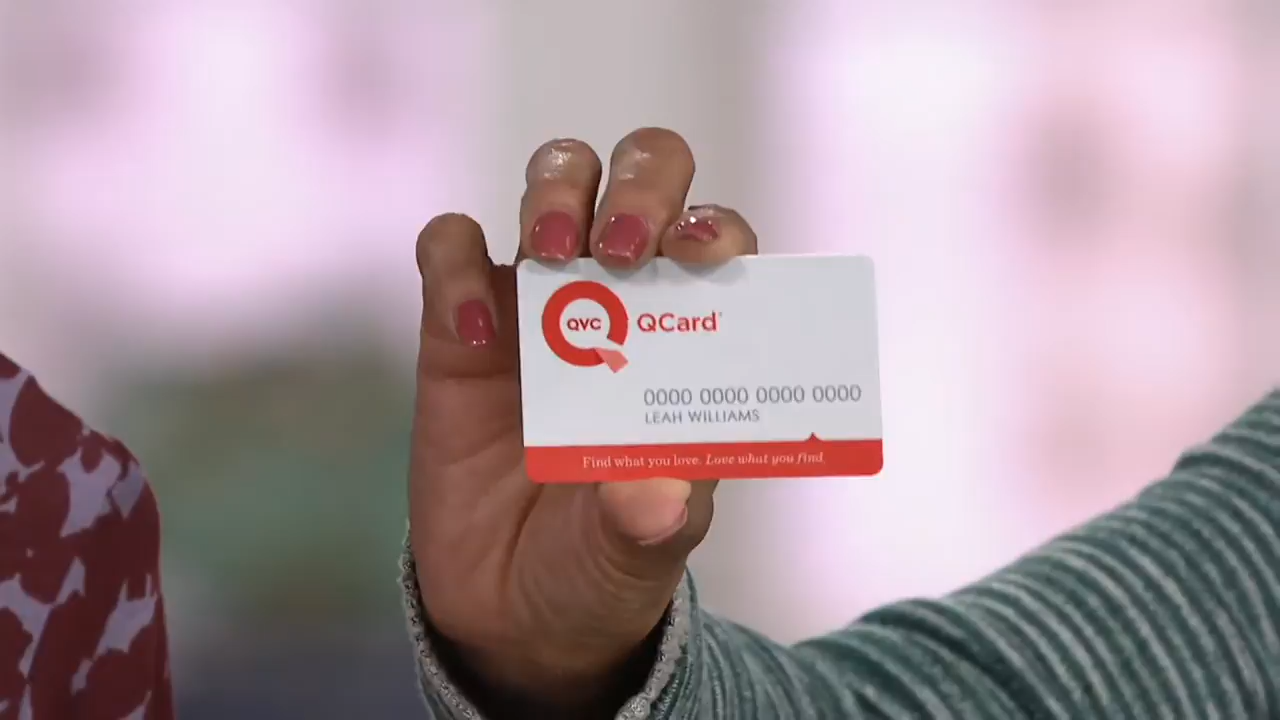 QVC
QCard
0000 0000 0000 0000
LEAH WILLIAMS
Find what you love. Love what you find.